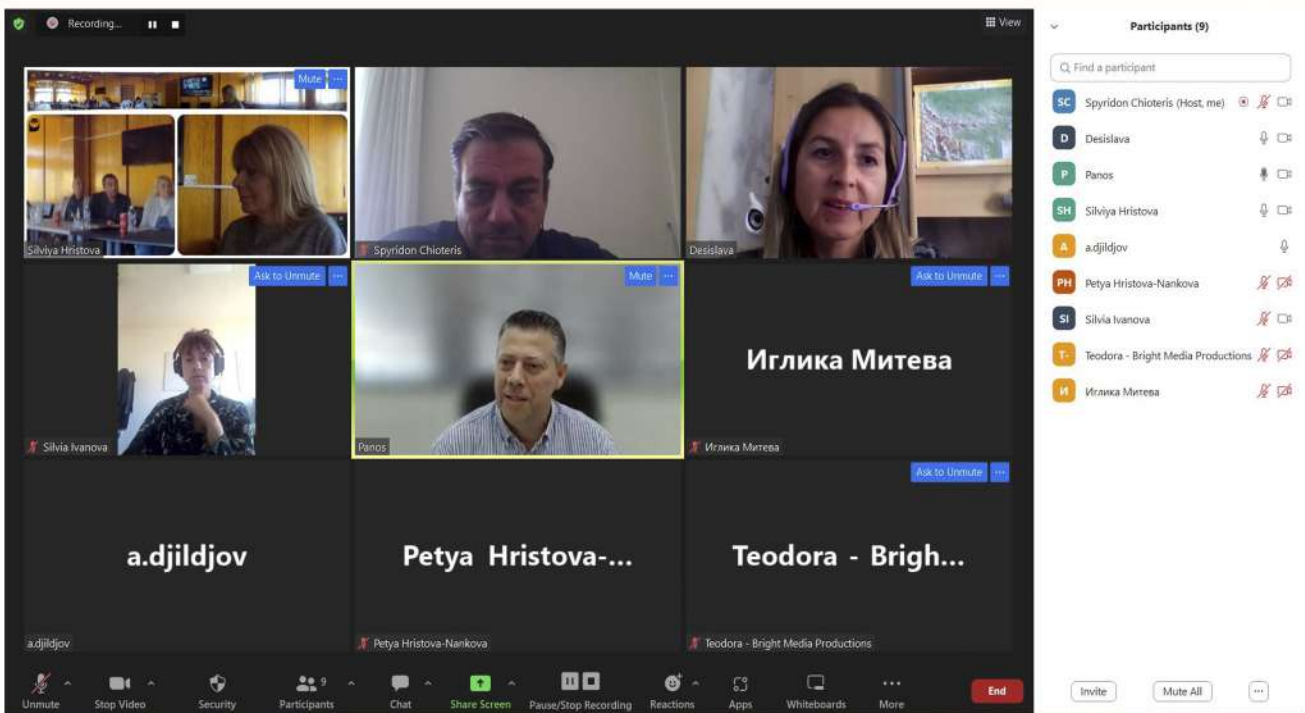 Recording...
View
Mute ...
Silviya Hristova
Spyridon Chioteris
Desislava
Ask to Unmute ...
Mute ...
Ask to Unmute ...
Silvia Ivanova
Panos
Иглика Митева
Иглика Митева
Ask to Unmute ...
a.djildjov
Petya Hristova-...
Teodora - Brigh...
a.djildjov
Petya Hristova-Nankova
Teodora - Bright Media Productions
Unmute
Stop Video
Security
9
Participants
Chat
Share Screen
Pause/Stop Recording
Reactions
Apps
Whiteboards
More
End
Participants (9)
Find a participant
SC Spyridon Chioteris (Host, me)
D Desislava
P Panos
SH Silviya Hristova
A a.djildjov
PH Petya Hristova-Nankova
SI Silvia Ivanova
T- Teodora - Bright Media Productions
И Иглика Митева
Invite
Mute All
...